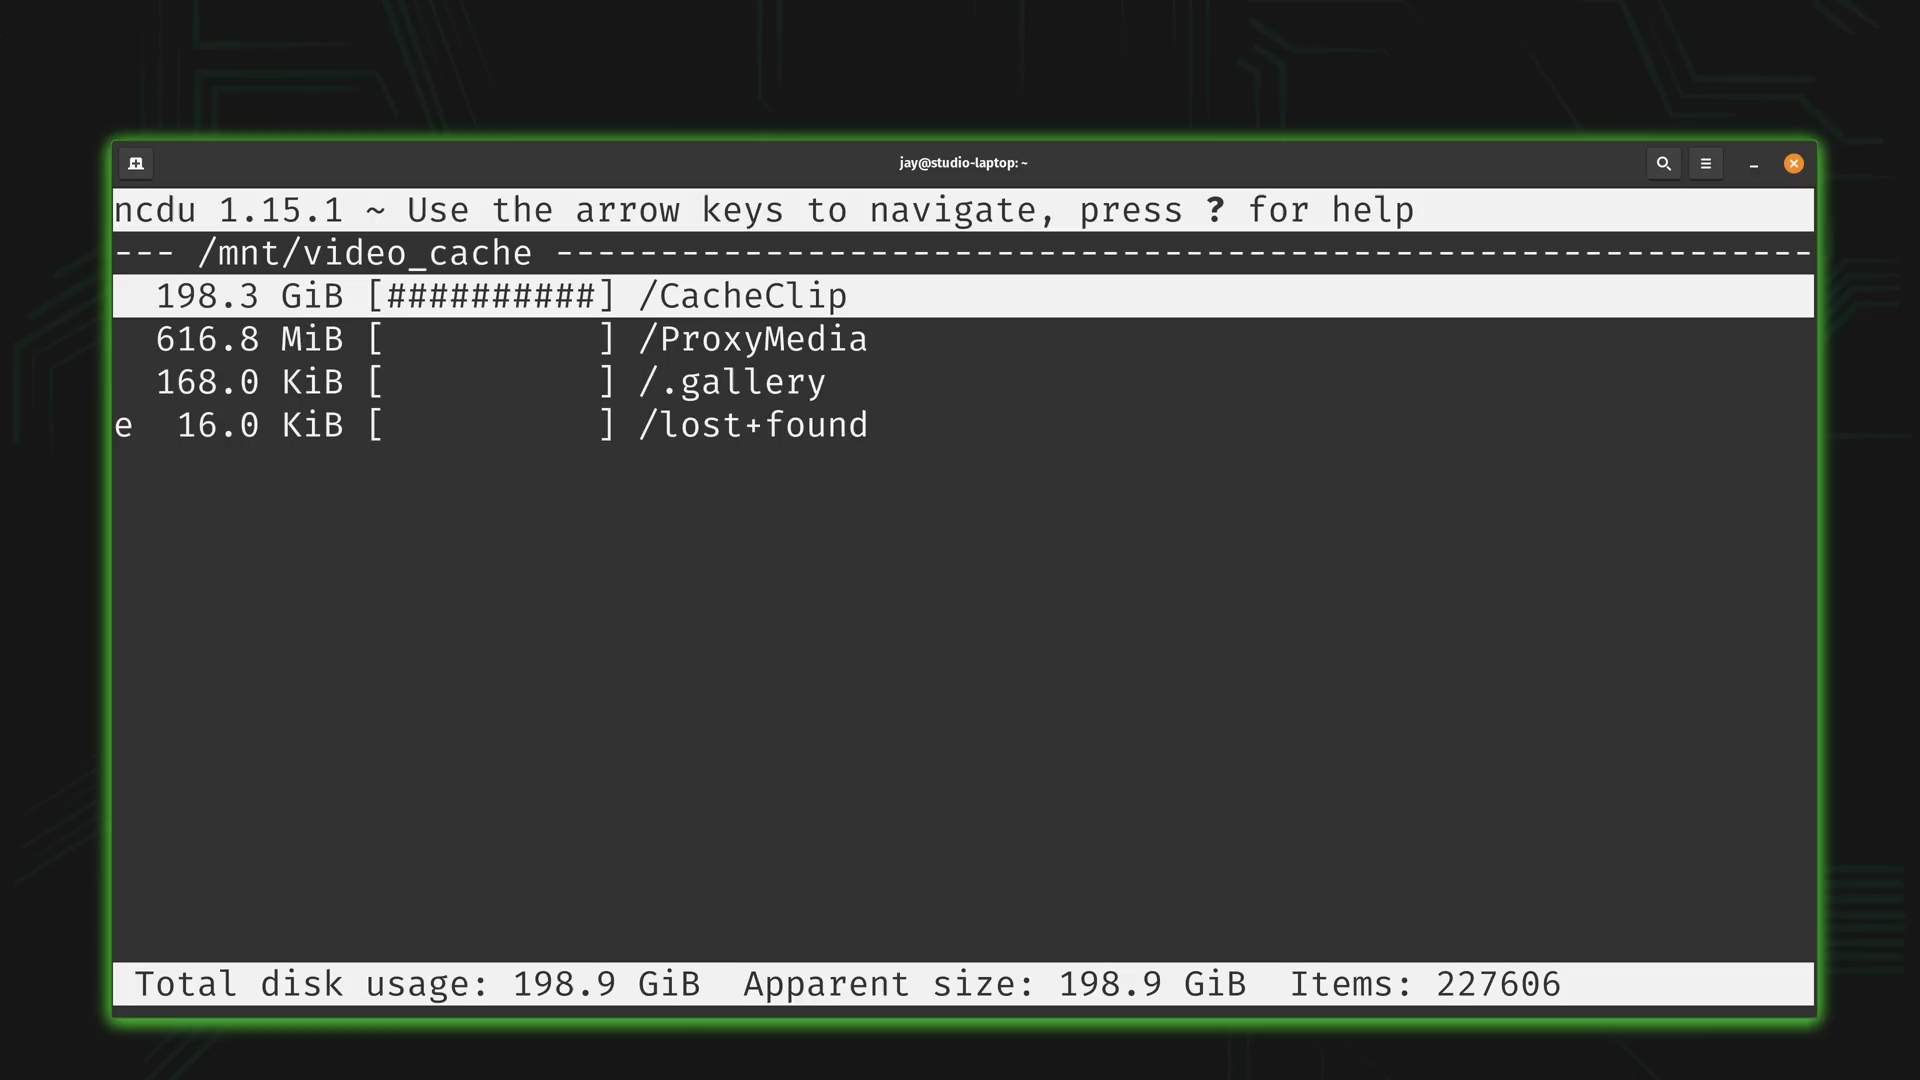 jay@studio-laptop: ~
ncdu 1.15.1 ~ Use the arrow keys to navigate, press ? for help
--- /mnt/video_cache ------------------------------------------------------------
198.3 GiB [##########] /CacheClip
616.8 MiB [          ] /ProxyMedia
168.0 KiB [          ] /.gallery
e  16.0 KiB [          ] /lost+found
Total disk usage: 198.9 GiB  Apparent size: 198.9 GiB  Items: 227606